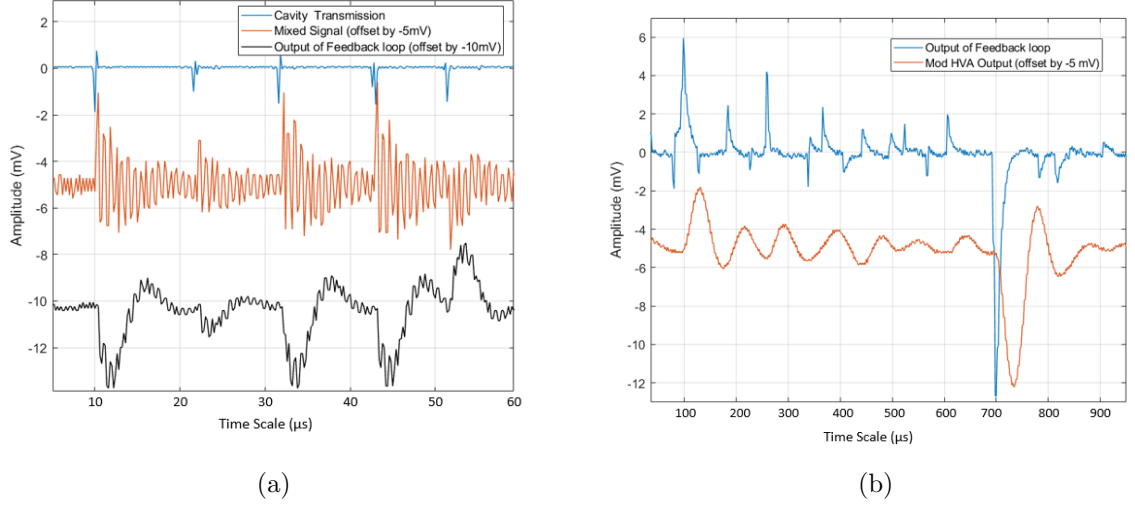 Cavity Transmission
Mixed Signal (offset by -5mV)
Output of Feedback loop (offset by -10mV)
2
0
-2
-4
-6
-8
-10
-12
Amplitude (mV)
10 20 30 40 50 60
Time Scale (μs)
(a)
Output of Feedback loop
Mod HVA Output (offset by -5 mV)
6
4
2
0
-2
-4
-6
-8
-10
-12
Amplitude (mV)
100 200 300 400 500 600 700 800 900
Time Scale (μs)
(b)